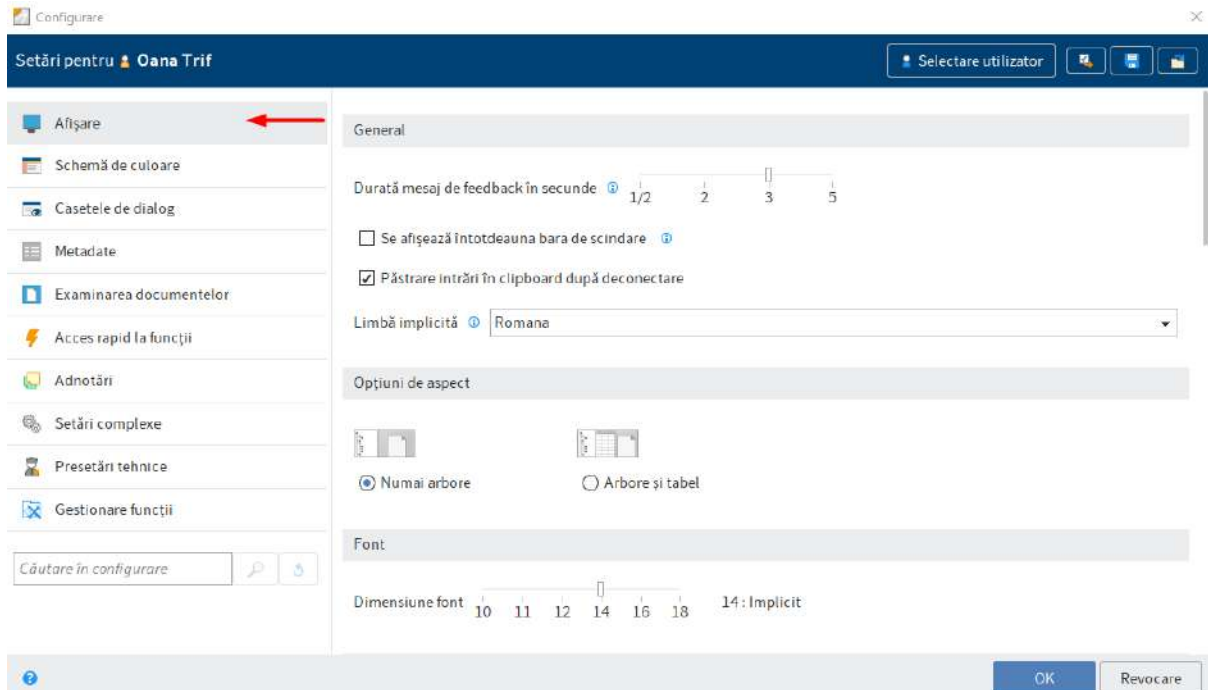 Configurare
Setări pentru Oana Trif
Selectare utilizator
Afișare
Schemă de culoare
Casetele de dialog
Metadate
Examinarea documentelor
Acces rapid la funcții
Adnotări
Setări complexe
Presetări tehnice
Gestionare funcții
Căutare în configurare
General
Durată mesaj de feedback în secunde
1/2 2 3 5
Se afișează întotdeauna bara de scindare
Păstrare intrări în clipboard după deconectare
Limbă implicită Romana
Opțiuni de aspect
Numai arbore Arbore și tabel
Font
Dimensiune font 10 11 12 14 16 18 14 : Implicit
OK Revocare